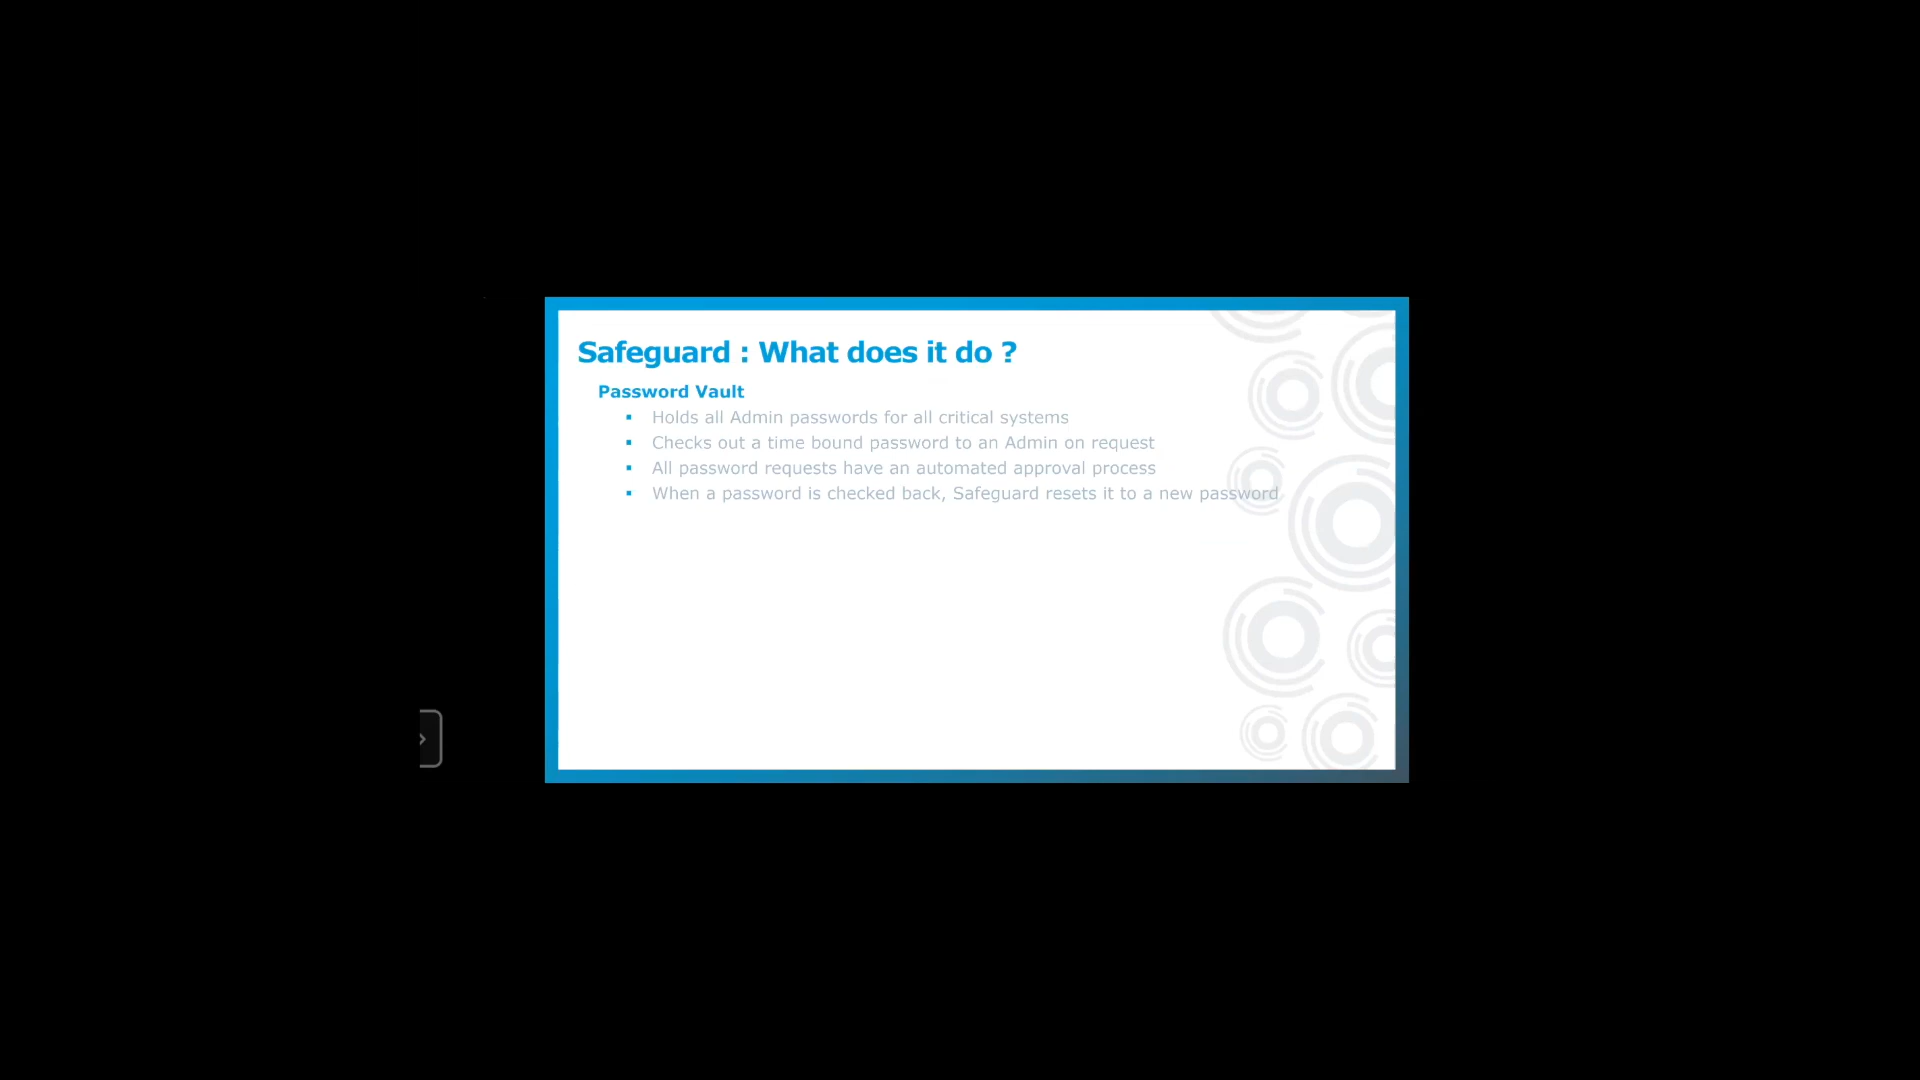 Safeguard : What does it do ?
Password Vault
▪ Holds all Admin passwords for all critical systems
▪ Checks out a time bound password to an Admin on request
▪ All password requests have an automated approval process
▪ When a password is checked back, Safeguard resets it to a new password